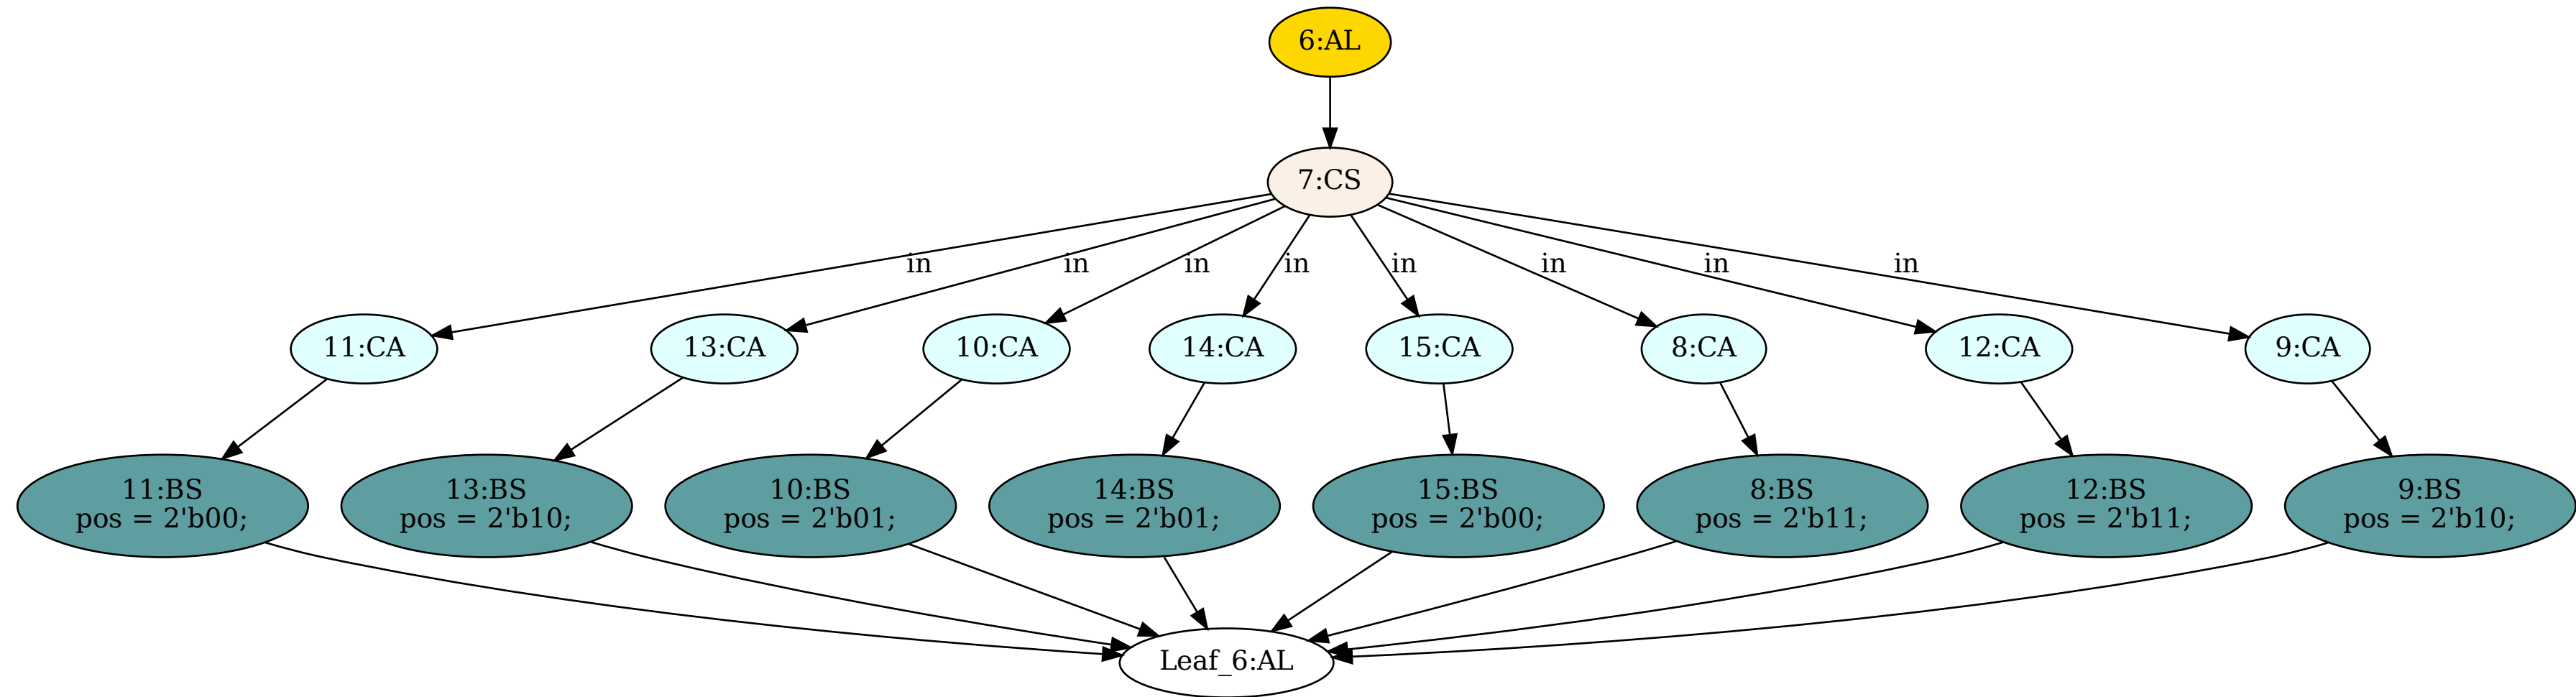 6:AL
7:CS
in
in
in
in
in
in
in
in
11:CA
13:CA
10:CA
14:CA
15:CA
8:CA
12:CA
9:CA
11:BS
pos = 2'b00;
13:BS
pos = 2'b10;
10:BS
pos = 2'b01;
14:BS
pos = 2'b01;
15:BS
pos = 2'b00;
8:BS
pos = 2'b11;
12:BS
pos = 2'b11;
9:BS
pos = 2'b10;
Leaf_6:AL